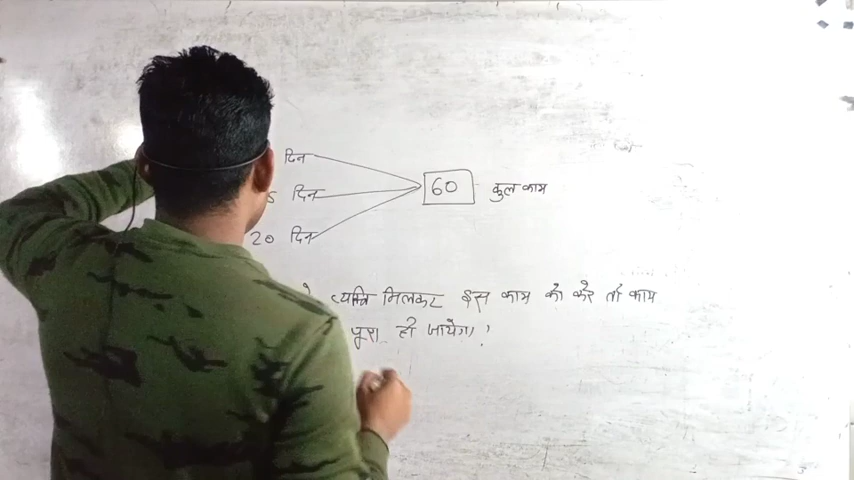 दिन
5 दिन 60 कुल काम
20 दिन
व्यक्ति मिलकर इस काम को करे तो काम
पूरा हो जायेगा!